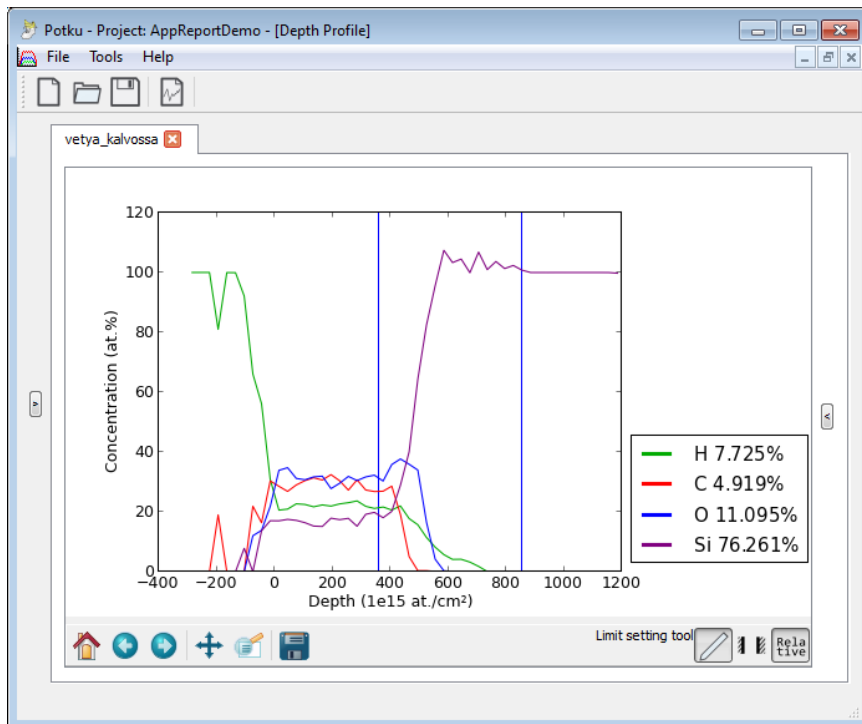 Potku - Project: AppReportDemo - [Depth Profile]
File Tools Help
vetya_kalvossa
120
100
80
60
40
20
0
Concentration (at.%)
−400 −200 0 200 400 600 800 1000 1200
Depth (1e15 at./cm²)
H 7.725%
C 4.919%
O 11.095%
Si 76.261%
Limit setting tool
Rela
tive